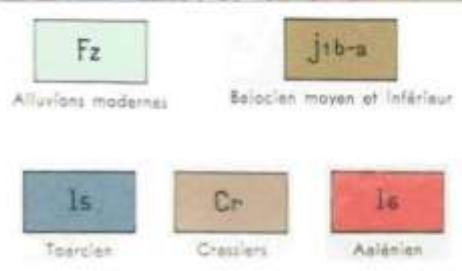 Fz
j1b-a
Alluvions modernes
Bajocien moyen et Inférieur
l5
Cr
l6
Toarcien
Crassiers
Aalénien